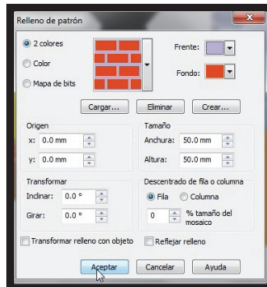 Relleno de patrón
2 colores
Color
Mapa de bits
Frente:
Fondo:
Cargar... Eliminar Crear...
Origen
x: 0.0 mm
y: 0.0 mm
Tamaño
Anchura: 50.0 mm
Altura: 50.0 mm
Transformar
Inclinar: 0.0 °
Girar: 0.0 °
Descentrado de fila o columna
Fila Columna
0 % tamaño del
mosaico
Transformar relleno con objeto Reflejar relleno
Aceptar Cancelar Ayuda